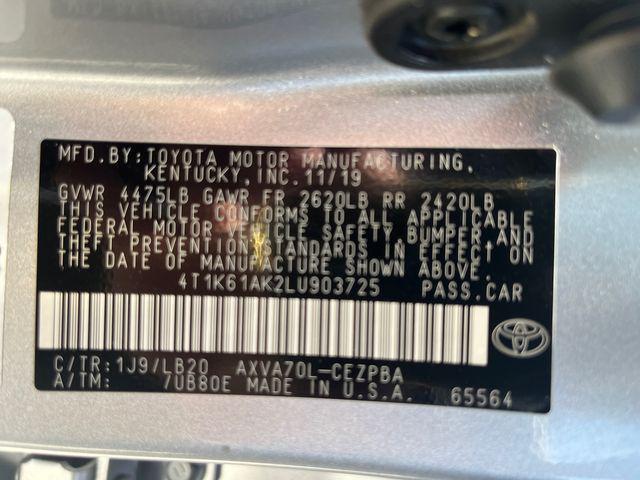 MFD.BY:TOYOTA MOTOR MANUFACTURING,
KENTUCKY,INC.11/19
GVWR 4475LB GAWR FR 2620LB RR 2420LB
THIS VEHICLE CONFORMS TO ALL APPLICABLE
FEDERAL MOTOR VEHICLE SAFETY,BUMPER,AND
THEFT PREVENTION STANDARDS IN EFFECT ON
THE DATE OF MANUFACTURE SHOWN ABOVE.
4T1K61AK2LU903725 PASS.CAR
C/TR:1J9/LB20 AXVA70L-CEZPBA
A/TM: 7UB80E MADE IN U.S.A. 65564